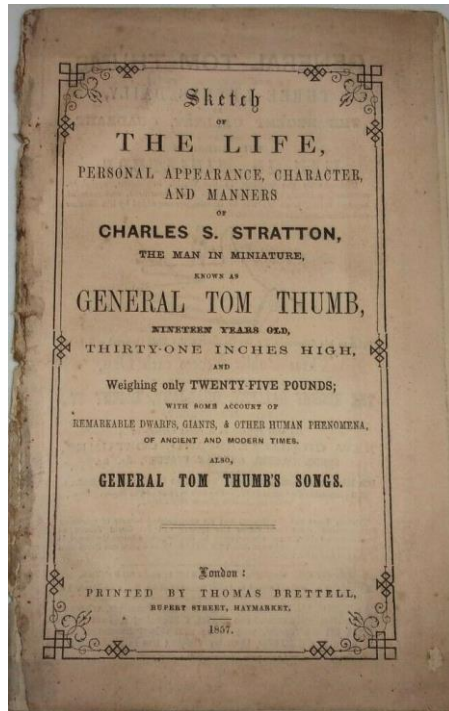 Sketch
OF
THE LIFE,
PERSONAL APPEARANCE, CHARACTER,
AND MANNERS
OF
CHARLES S. STRATTON,
THE MAN IN MINIATURE,
KNOWN AS
GENERAL TOM THUMB,
NINETEEN YEARS OLD,
THIRTY-ONE INCHES HIGH,
AND
Weighing only TWENTY-FIVE POUNDS;
WITH SOME ACCOUNT OF
REMARKABLE DWARFS, GIANTS, & OTHER HUMAN PHENOMENA,
OF ANCIENT AND MODERN TIMES.
ALSO,
GENERAL TOM THUMB'S SONGS.
London:
PRINTED BY THOMAS BRETTELL,
RUPERT STREET, HAYMARKET,
1857.